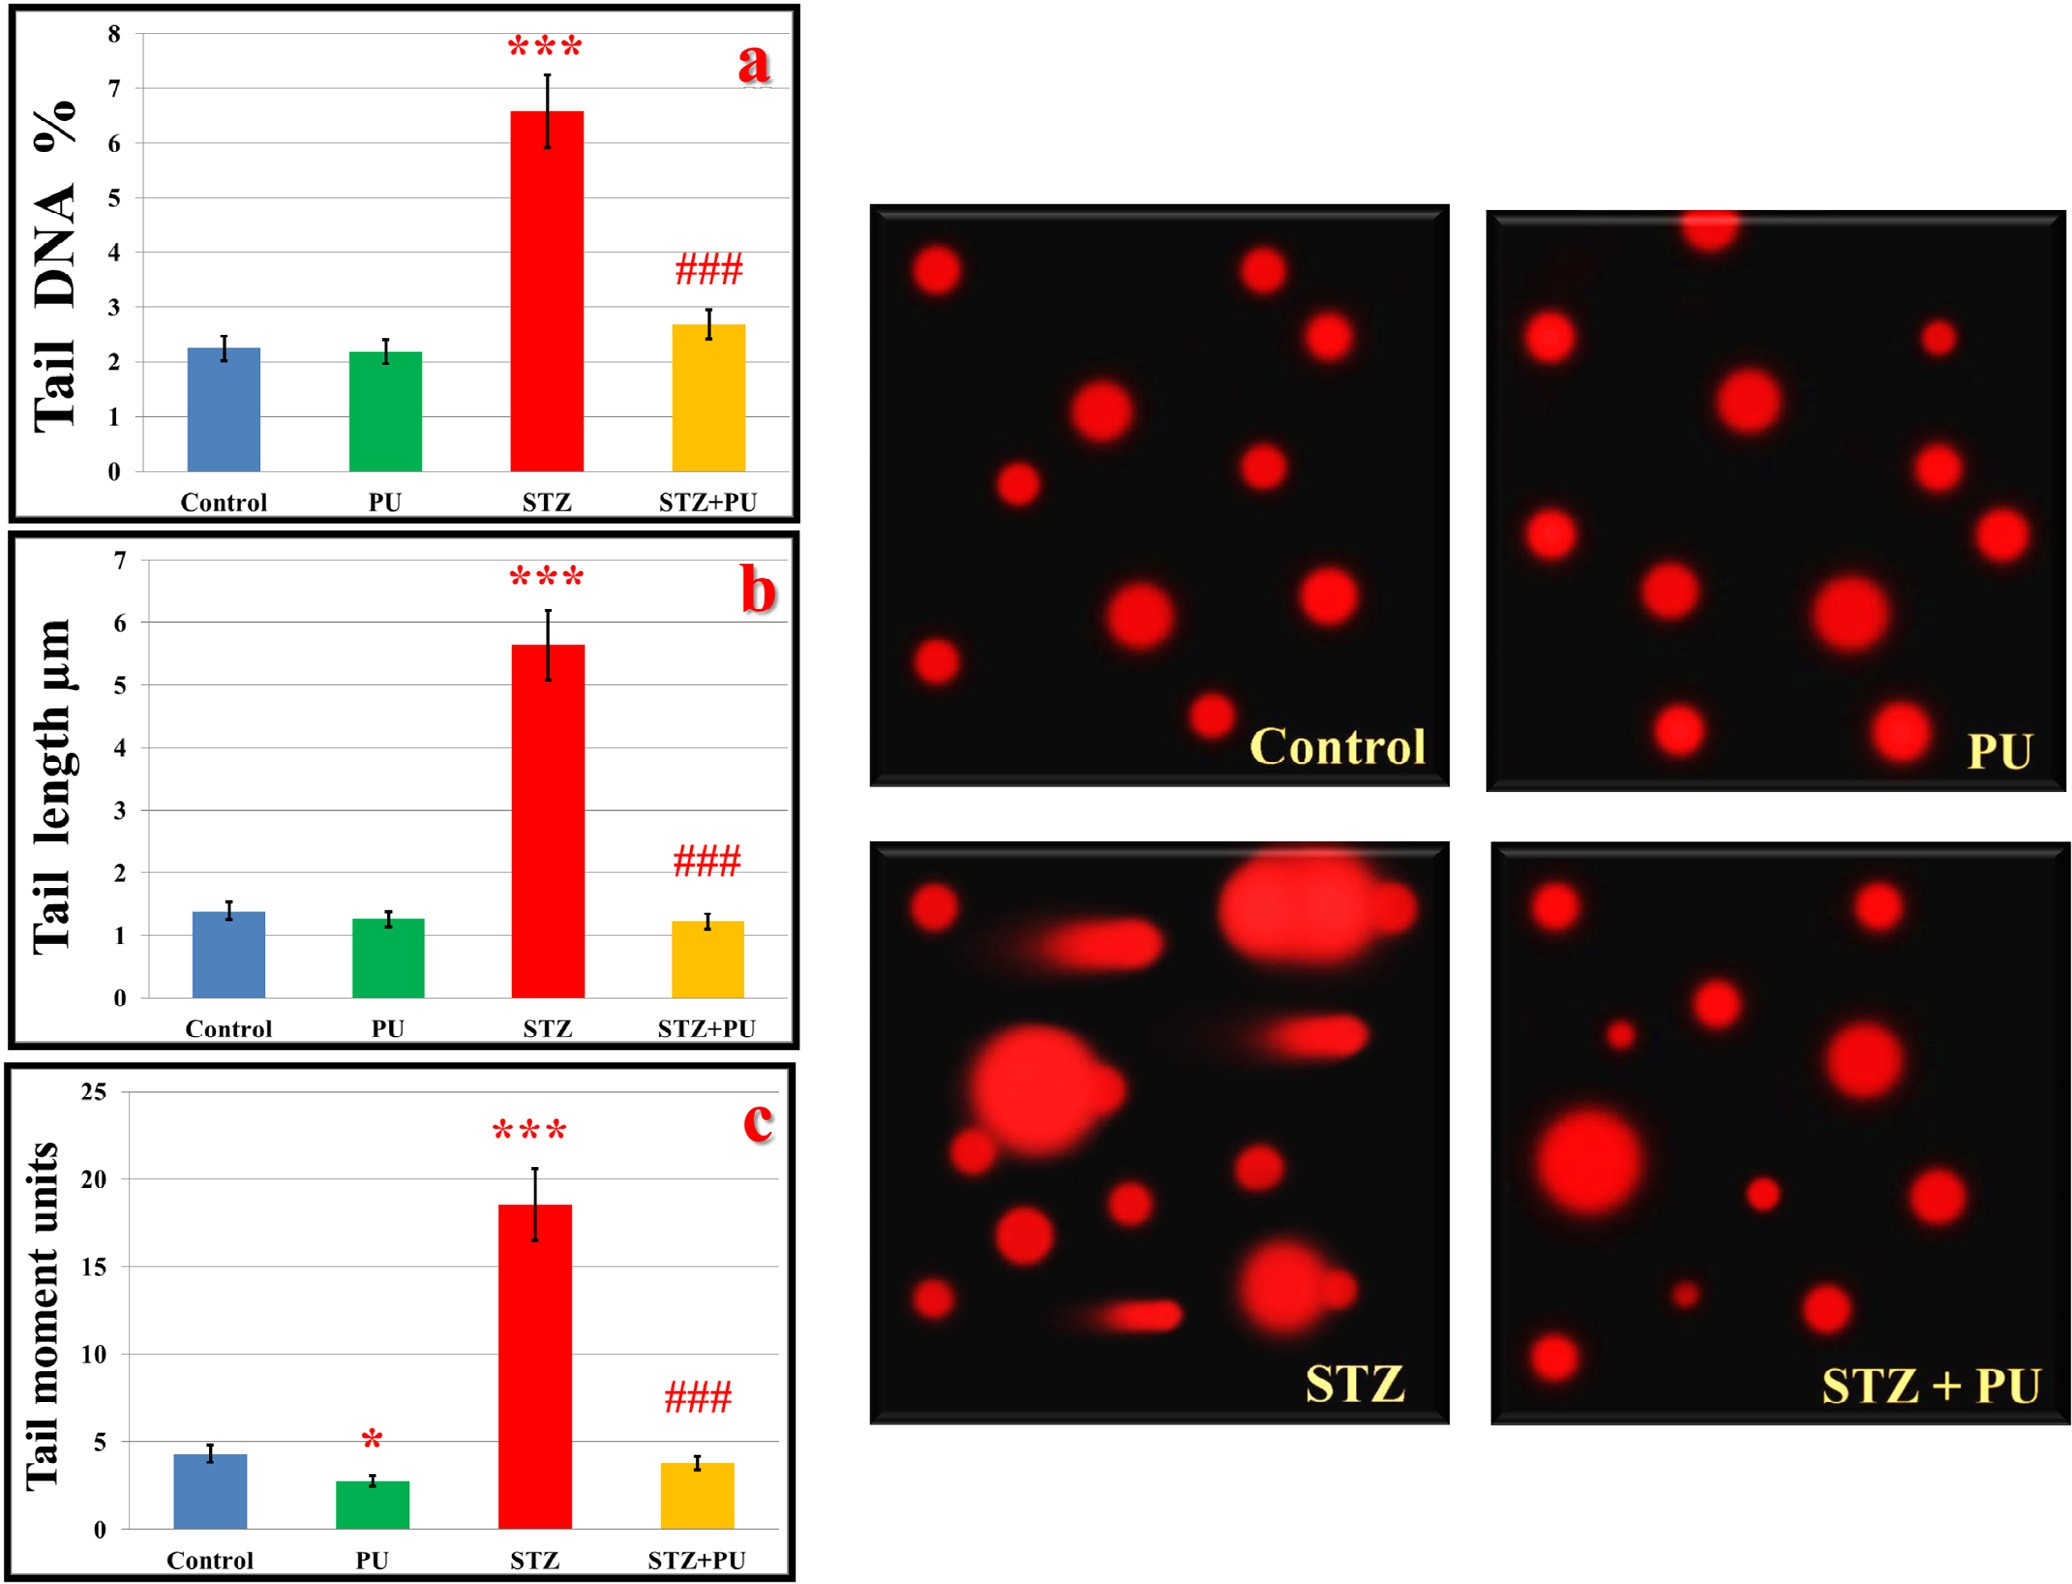 a
Tail DNA %
8
7
6
5
4
3
2
1
0
***
###
Control PU STZ STZ+PU
b
Tail length µm
7
6
5
4
3
2
1
0
***
###
Control PU STZ STZ+PU
c
Tail moment units
25
20
15
10
5
0
*
***
###
Control PU STZ STZ+PU
Control
PU
STZ
STZ + PU